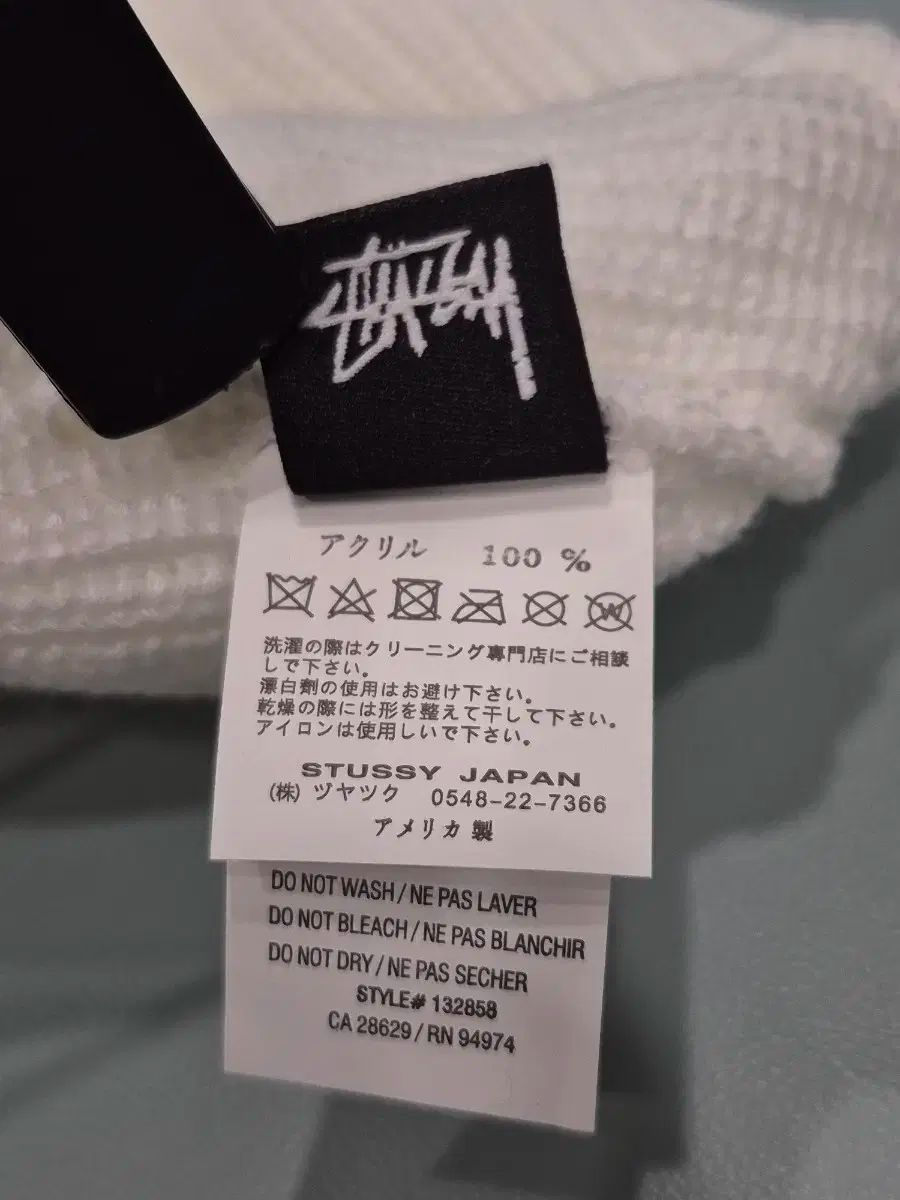 STUSSY
アクリル 100 %
W
洗濯の際はクリーニング専門店にご相談
しで下さい。
漂白劑の使用はお避け下さい。
乾燥の際には形を整えて干して下さい。
アイロンは使用しいで下さい。
STUSSY JAPAN
(株) ヅヤツク 0548-22-7366
アメリカ 製
DO NOT WASH / NE PAS LAVER
DO NOT BLEACH / NE PAS BLANCHIR
DO NOT DRY / NE PAS SECHER
STYLE# 132858
CA 28629 / RN 94974